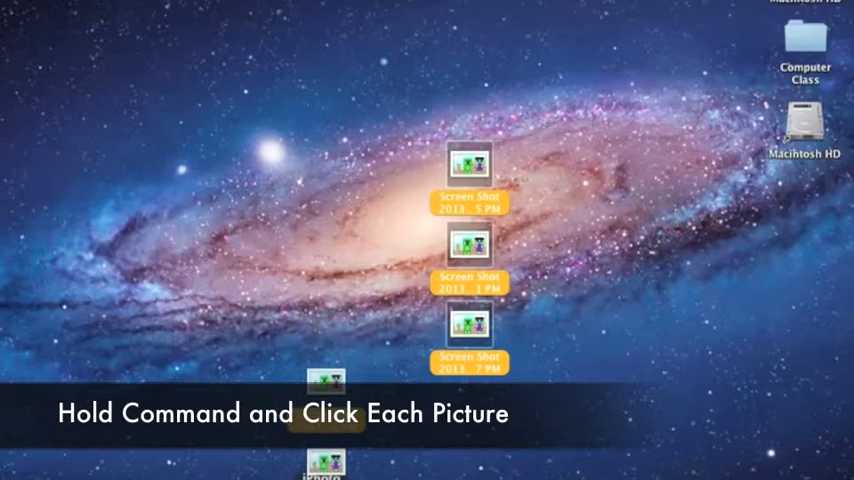 Macintosh HD
Computer
Class
Macintosh HD
Screen Shot
2013...5 PM
Screen Shot
2013...1 PM
Screen Shot
2013...7 PM
Hold Command and Click Each Picture
iPhoto